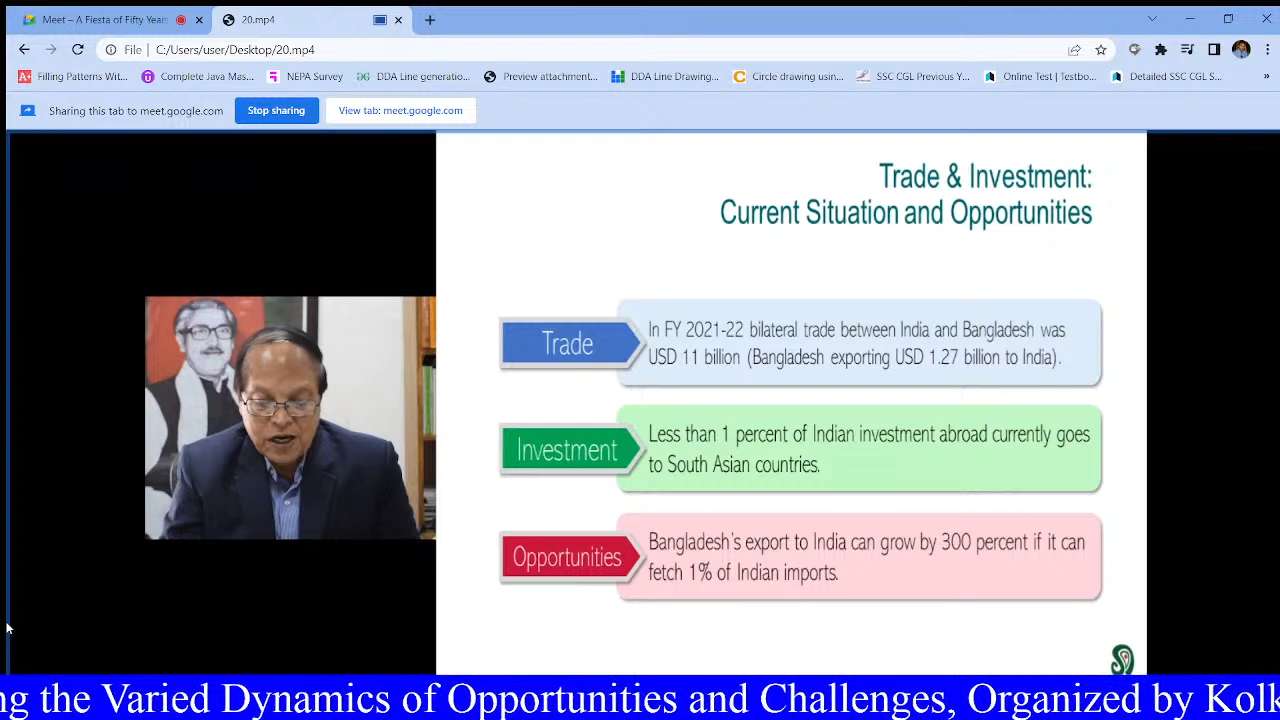 Meet – A Fiesta of Fifty Years
20.mp4
File | C:/Users/user/Desktop/20.mp4
Filling Patterns Wit...
Complete Java Mas...
NEPA Survey
DDA Line generatio...
Preview attachment...
DDA Line Drawing...
Circle drawing usin...
SSC CGL Previous Y...
Online Test| Testbo...
Detailed SSC CGL S...
Sharing this tab to meet.google.com
Stop sharing
View tab: meet.google.com
Trade & Investment:
Current Situation and Opportunities
Trade
In FY 2021-22 bilateral trade between India and Bangladesh was
USD 11 billion (Bangladesh exporting USD 1.27 billion to India).
Investment
Less than 1 percent of Indian investment abroad currently goes
to South Asian countries.
Opportunities
Bangladesh's export to India can grow by 300 percent if it can
fetch 1% of Indian imports.
ng the Varied Dynamics of Opportunities and Challenges, Organized by Kolk